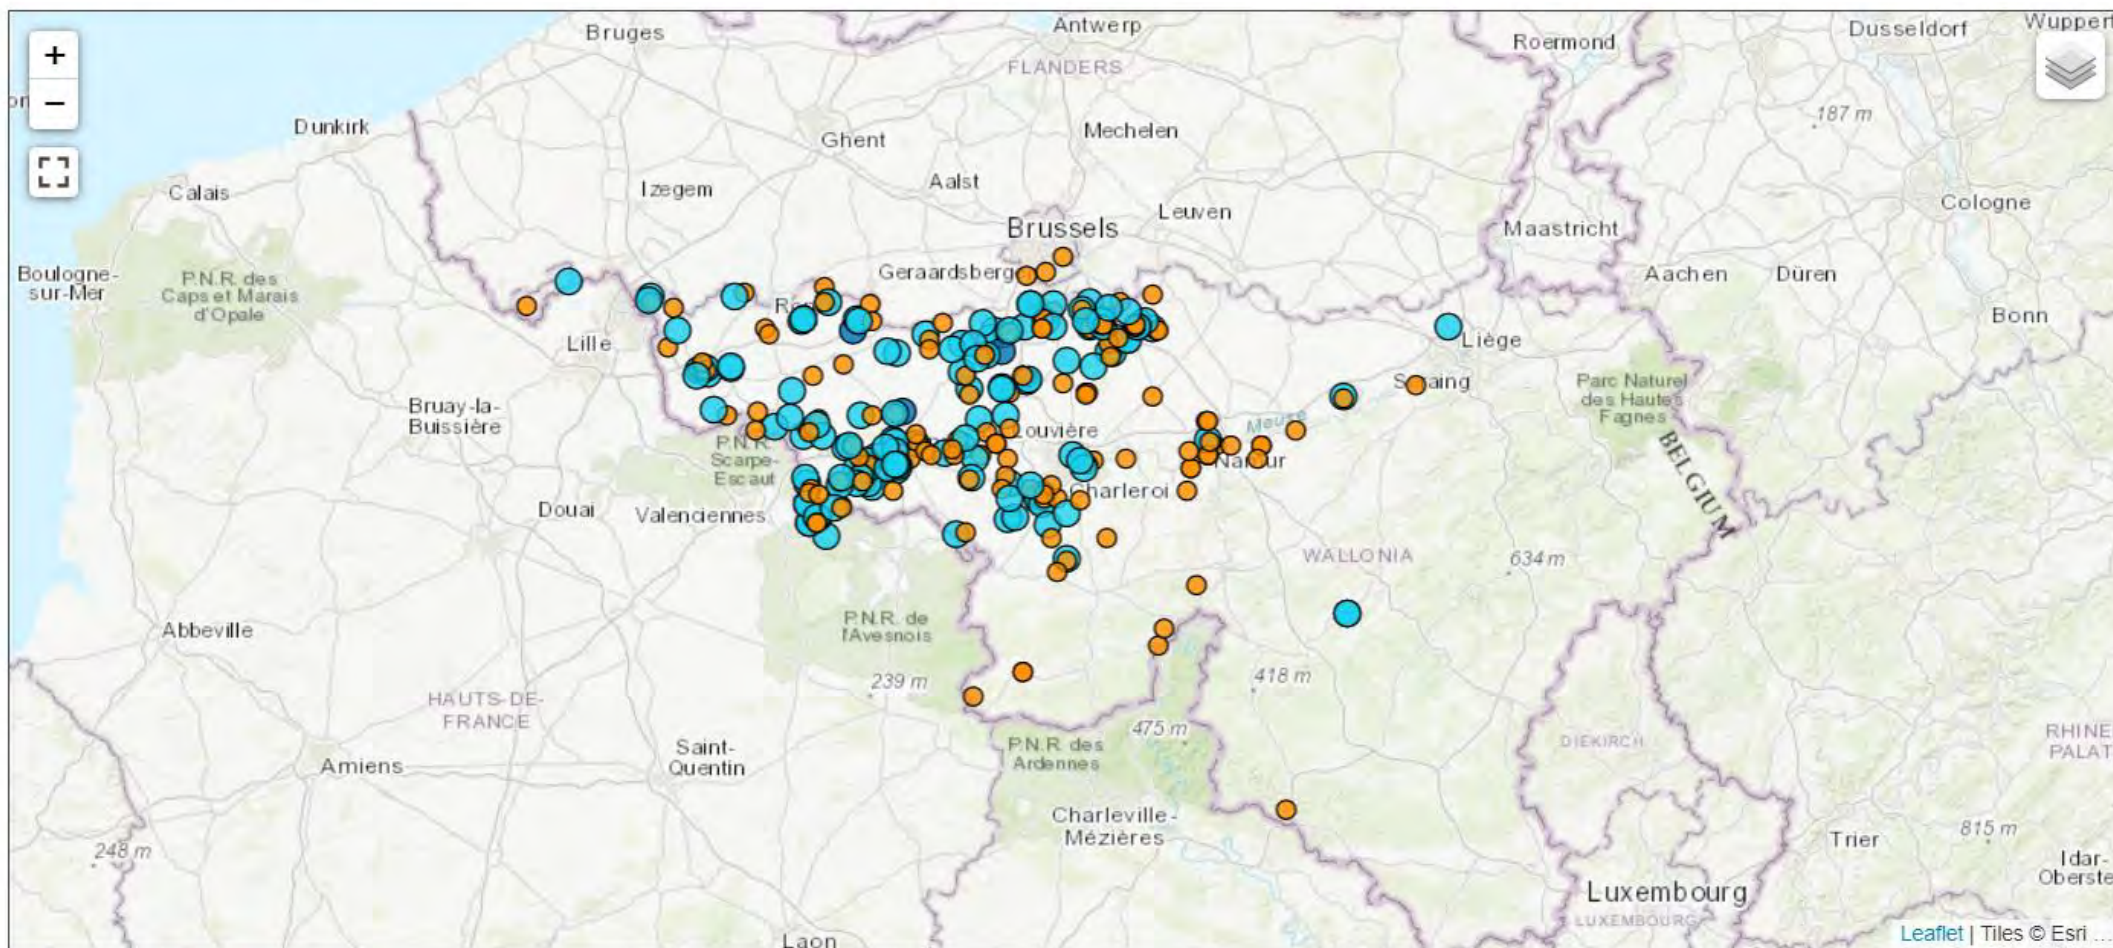 Bruges
Antwerp
Dusseldorf
Roermond
+
FLANDERS
−
187 m
Dunkirk
Mechelen
Ghent
Calais
Izegem
Aalst
Cologne
Leuven
Brussels
Maastricht
Boulogne-
sur-Mer
P.N.R. des
Caps et Marais
d'Opale
Aachen
Düren
Bonn
Lille
Liège
Parc Naturel
des Hautes
Fagnes
Bruay-la-
Buissière
Meuse
P.N.R.
Scarpe-
Escaut
BELGIUM
Charleroi
Douai
Valenciennes
WALLONIA
634 m
Abbeville
P.N.R. de
l'Avesnois
239 m
418 m
HAUTS-DE-
FRANCE
475 m
Saint-
Quentin
P.N.R. des
Ardennes
DIEKIRCH
Amiens
Charleville-
Mézières
248 m
Trier
815 m
Luxembourg
LUXEMBOURG
Laon
Leaflet | Tiles © Esri ...